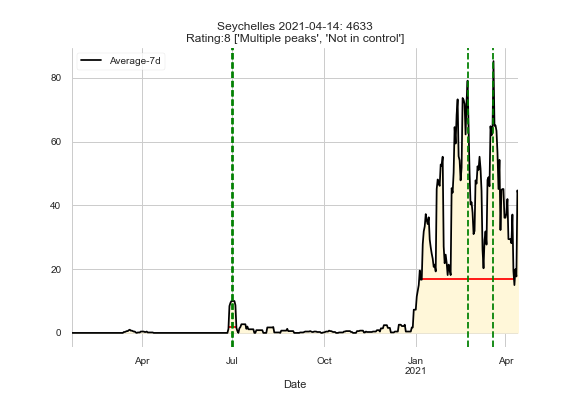 Seychelles 2021-04-14: 4633
Rating:8 ['Multiple peaks', 'Not in control']
Average-7d
80
60
40
20
0
Apr
Jul
Oct
Jan
2021
Apr
Date